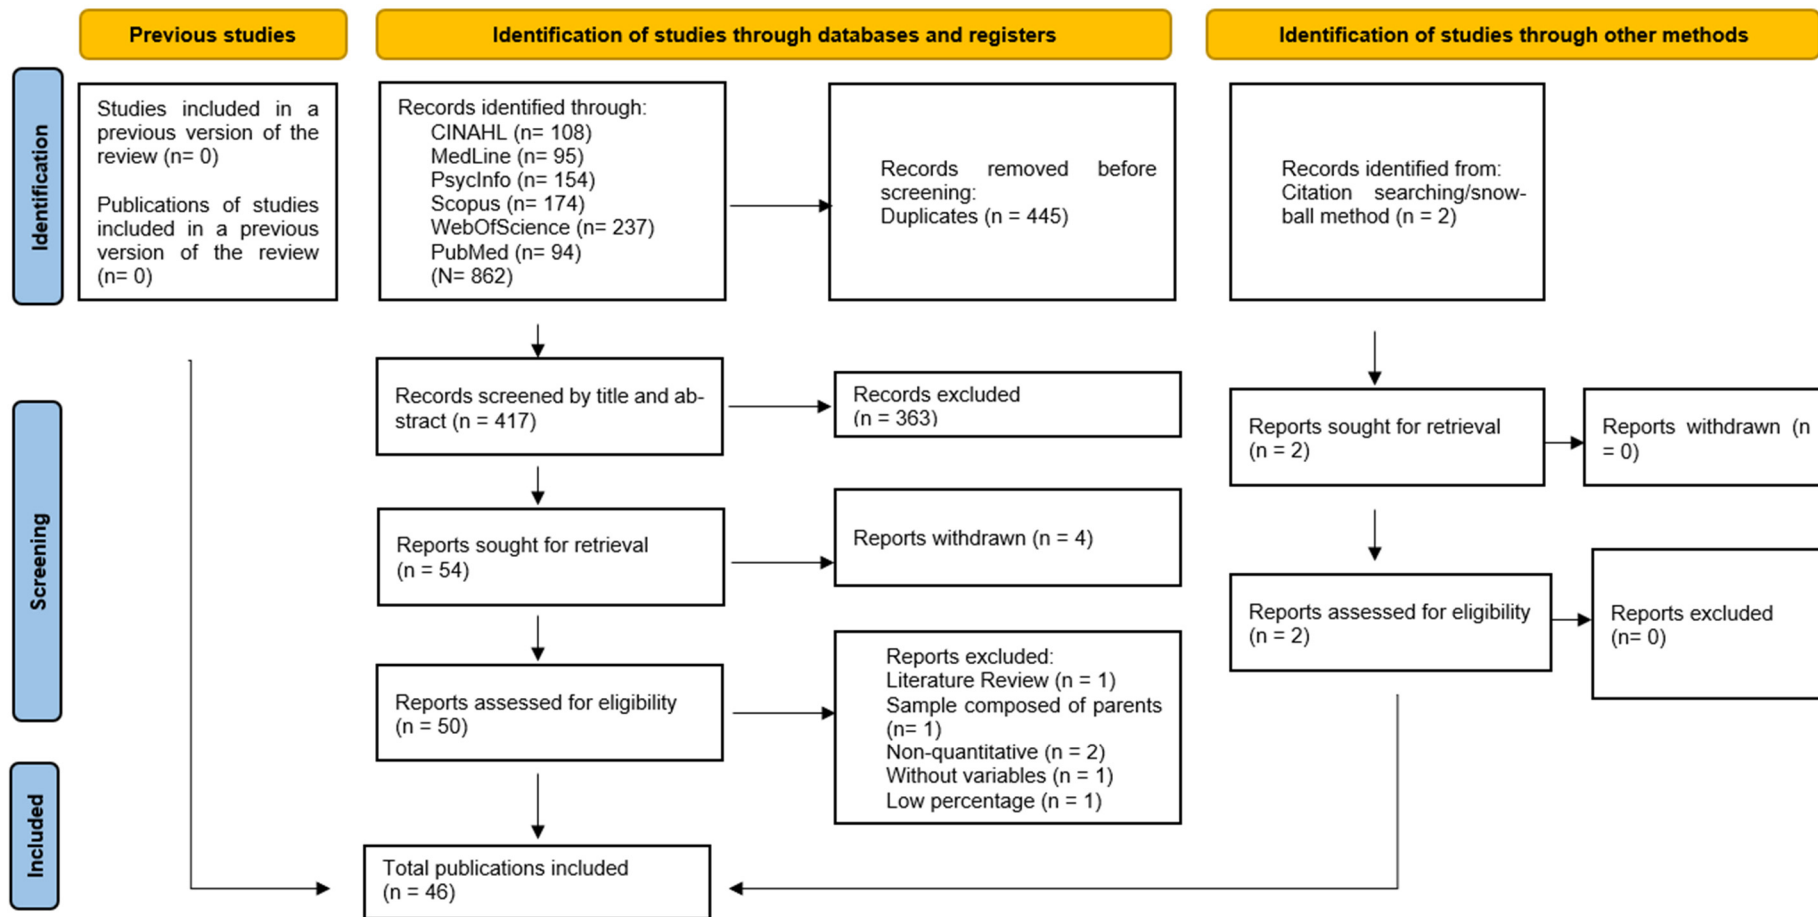 Previous studies
Identification of studies through databases and registers
Identification of studies through other methods
Identification
Studies included in a
previous version of the
review (n= 0)
Publications of studies
included in a previous
version of the review
(n= 0)
Records identified through:
CINAHL (n= 108)
MedLine (n= 95)
PsycInfo (n= 154)
Scopus (n= 174)
WebOfScience (n= 237)
PubMed (n= 94)
(N= 862)
Records removed before
screening:
Duplicates (n = 445)
Records identified from:
Citation searching/snow-
ball method (n = 2)
Screening
Records screened by title and ab-
stract (n = 417)
Records excluded
(n = 363)
Reports sought for retrieval
(n = 2)
Reports withdrawn (n
= 0)
Reports sought for retrieval
(n = 54)
Reports withdrawn (n = 4)
Reports assessed for eligibility
(n = 2)
Reports excluded
(n= 0)
Reports assessed for eligibility
(n = 50)
Reports excluded:
Literature Review (n = 1)
Sample composed of parents
(n= 1)
Non-quantitative (n = 2)
Without variables (n = 1)
Low percentage (n = 1)
Included
Total publications included
(n = 46)